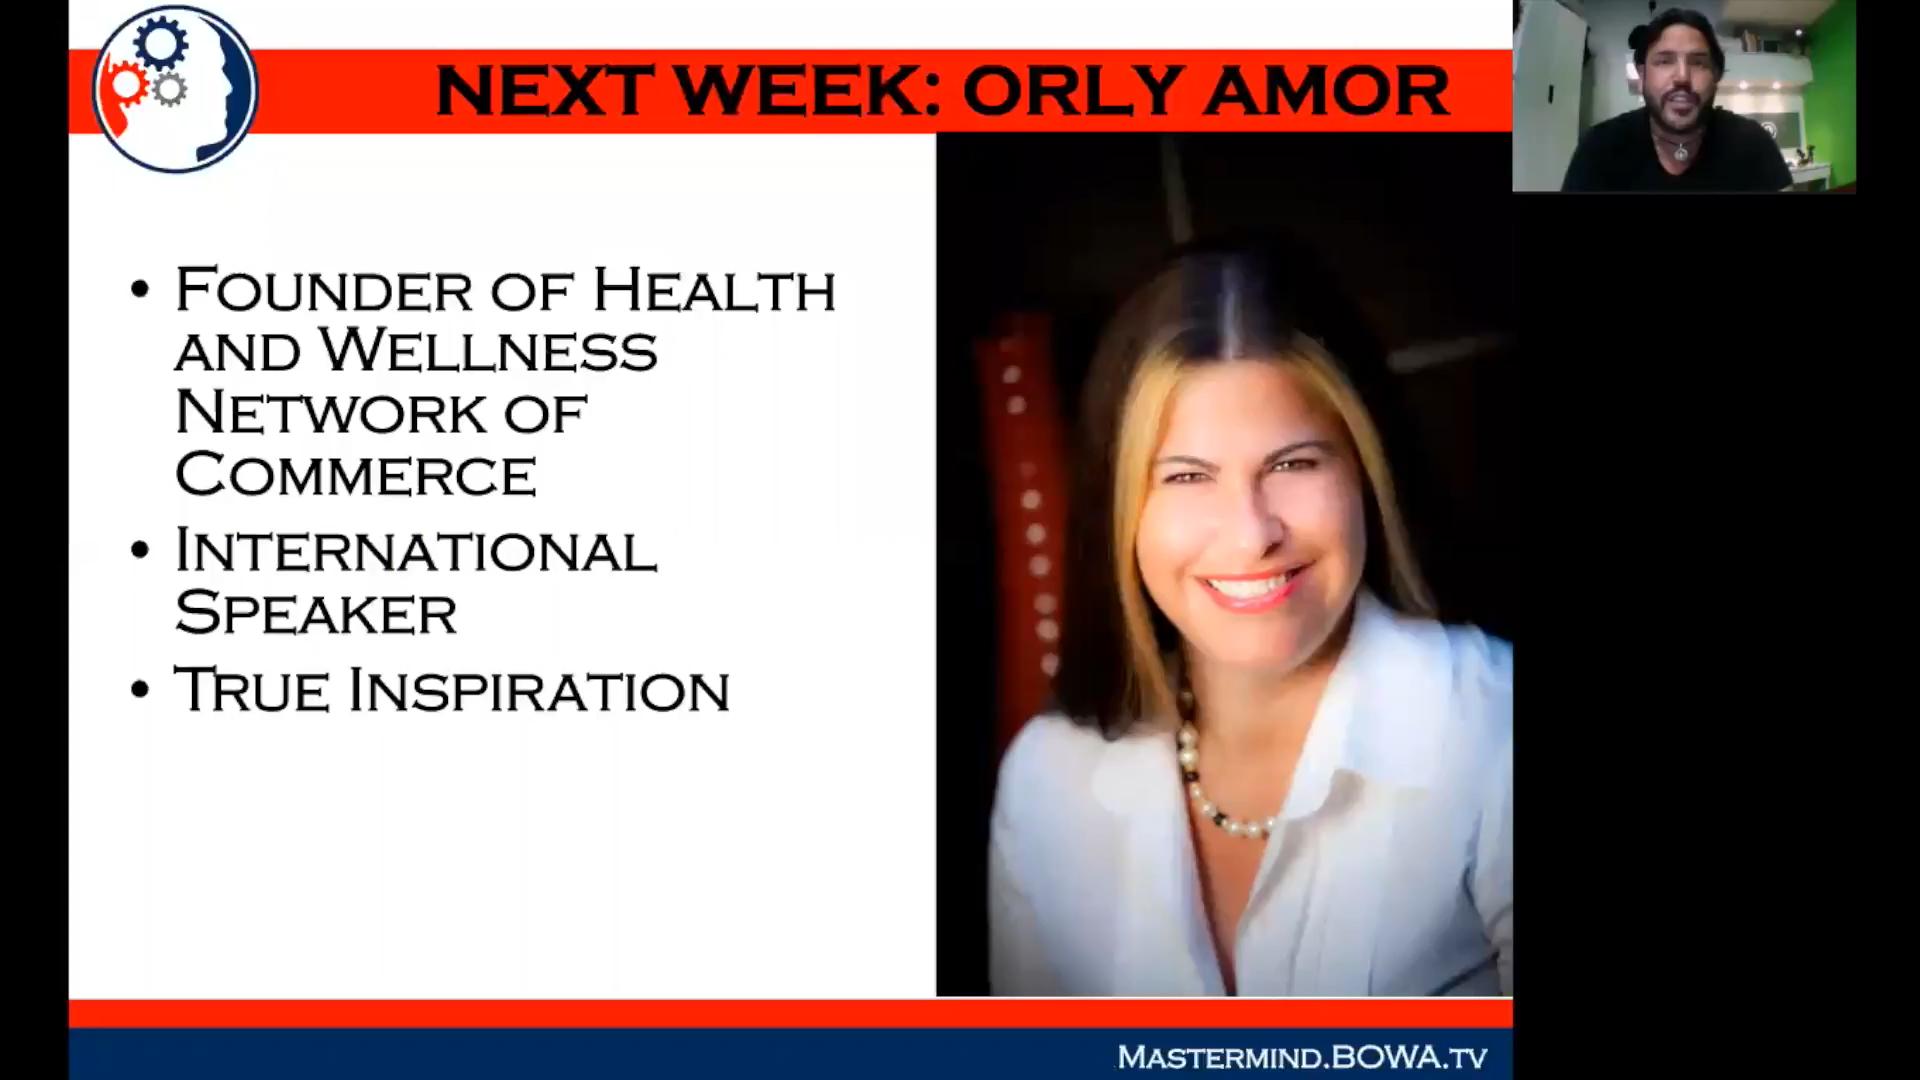 NEXT WEEK: ORLY AMOR
• FOUNDER OF HEALTH
AND WELLNESS
NETWORK OF
COMMERCE
• INTERNATIONAL
SPEAKER
• TRUE INSPIRATION
MASTERMIND.BOWA.TV